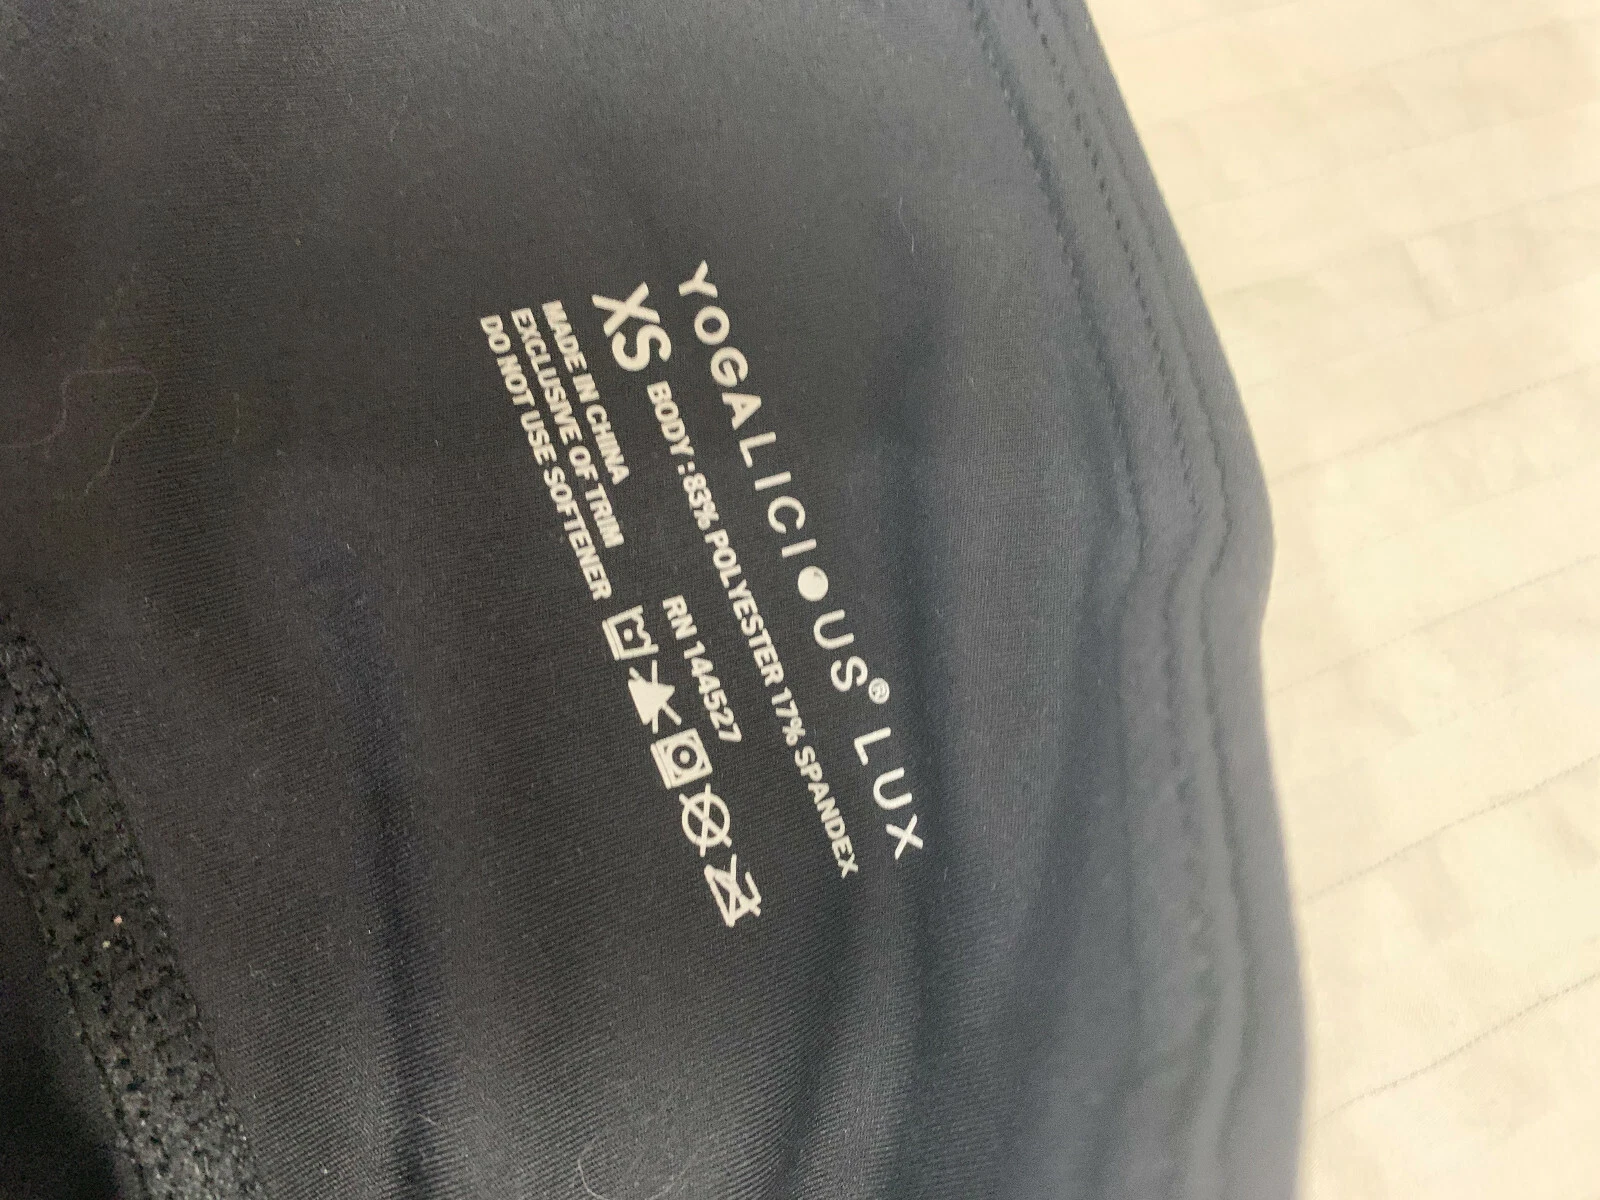 YOGALICIOUS® LUX
XS BODY : 83% POLYESTER 17% SPANDEX
MADE IN CHINA
EXCLUSIVE OF TRIM RN 144527
DO NOT USE SOFTENER